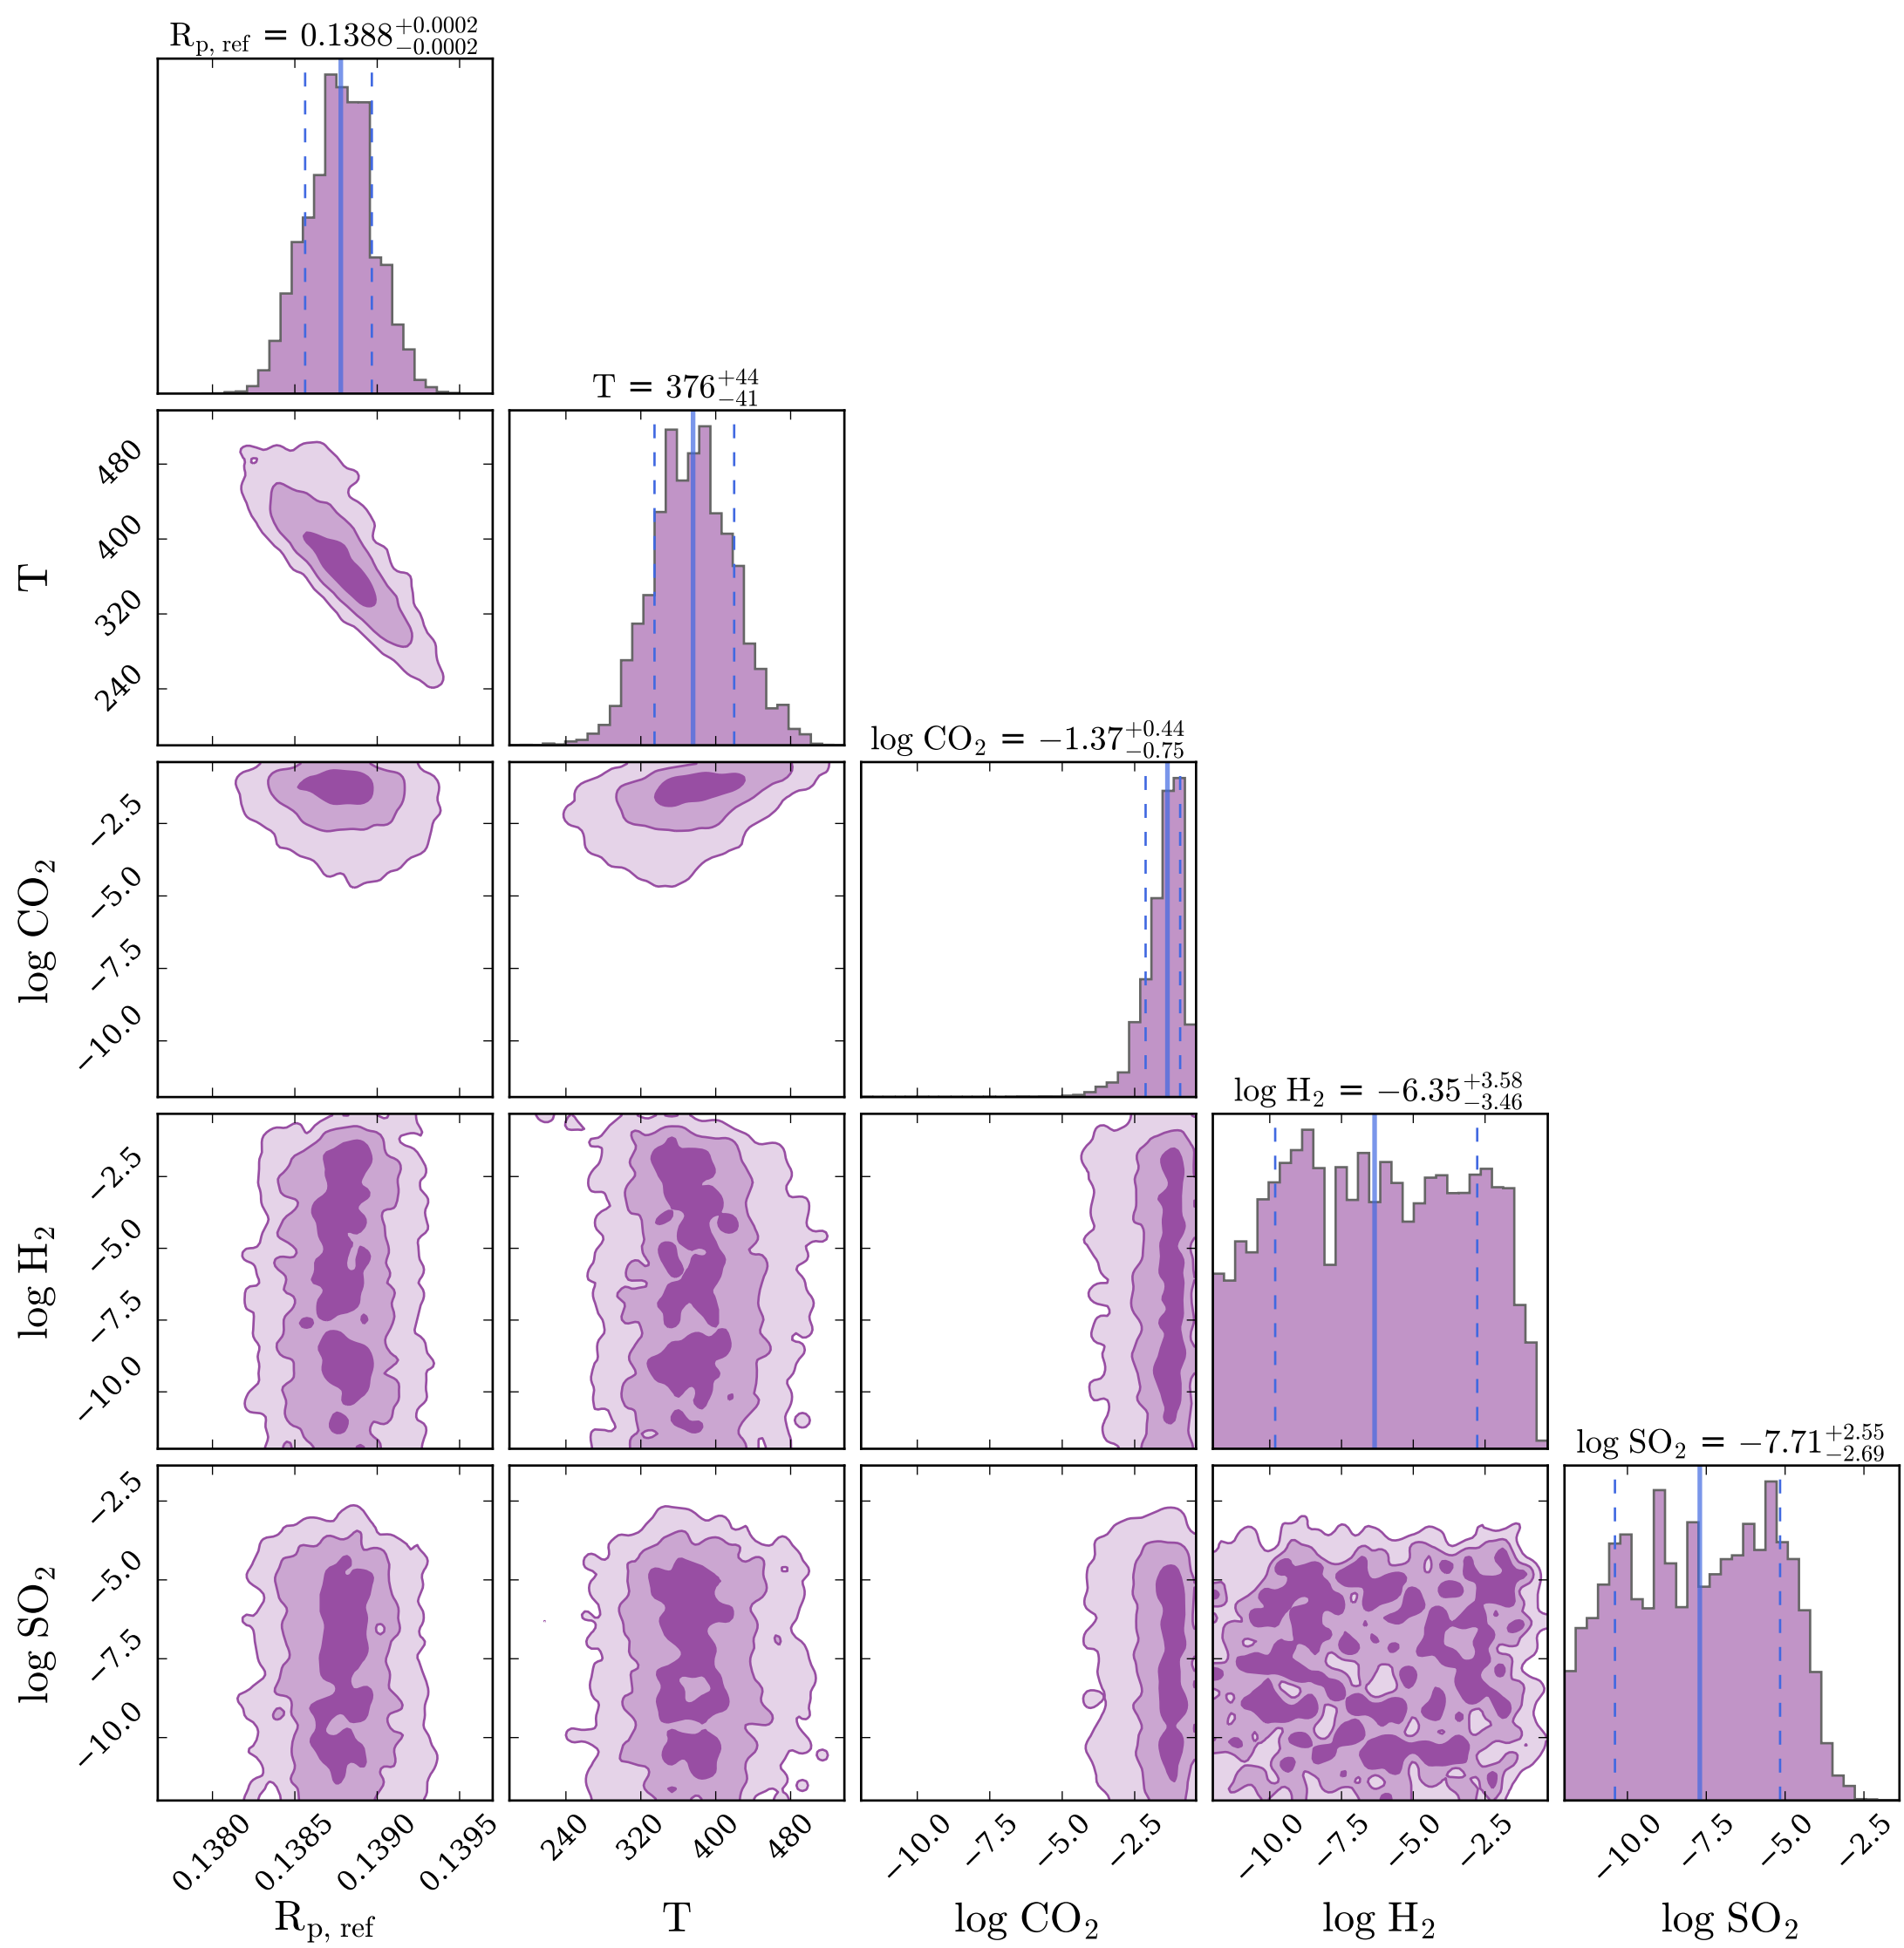 R_p, ref = 0.1388 +0.0002 −0.0002
T = 376 +44 −41
480
400
320
240
T
log CO₂ = −1.37 +0.44 −0.75
−2.5
−5.0
−7.5
−10.0
log CO₂
log H₂ = −6.35 +3.58 −3.46
−2.5
−5.0
−7.5
−10.0
log H₂
log SO₂ = −7.71 +2.55 −2.69
−2.5
−5.0
−7.5
−10.0
log SO₂
0.1380 0.1385 0.1390 0.1395
240 320 400 480
−10.0 −7.5 −5.0 −2.5
−10.0 −7.5 −5.0 −2.5
−10.0 −7.5 −5.0 −2.5
R_p, ref
T
log CO₂
log H₂
log SO₂